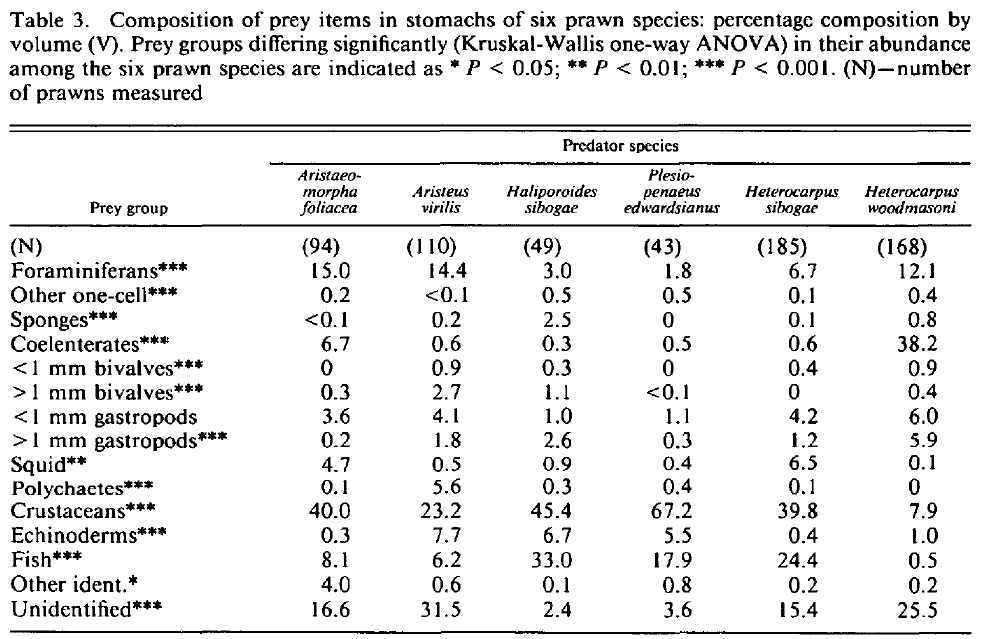 Table 3. Composition of prey items in stomachs of six prawn species: percentage composition by
volume (V). Prey groups differing significantly (Kruskal-Wallis one-way ANOVA) in their abundance
among the six prawn species are indicated as * P < 0.05; ** P < 0.01; *** P < 0.001. (N)—number
of prawns measured
Predator species
Prey group Aristaeo-morpha foliacea Aristeus virilis Haliporoides sibogae Plesio-penaeus edwardsianus Heterocarpus sibogae Heterocarpus woodmasoni
(N) (94) (110) (49) (43) (185) (168)
Foraminiferans*** 15.0 14.4 3.0 1.8 6.7 12.1
Other one-cell*** 0.2 <0.1 0.5 0.5 0.1 0.4
Sponges*** <0.1 0.2 2.5 0 0.1 0.8
Coelenterates*** 6.7 0.6 0.3 0.5 0.6 38.2
<1 mm bivalves*** 0 0.9 0.3 0 0.4 0.9
>1 mm bivalves*** 0.3 2.7 1.1 <0.1 0 0.4
<1 mm gastropods 3.6 4.1 1.0 1.1 4.2 6.0
>1 mm gastropods*** 0.2 1.8 2.6 0.3 1.2 5.9
Squid** 4.7 0.5 0.9 0.4 6.5 0.1
Polychaetes*** 0.1 5.6 0.3 0.4 0.1 0
Crustaceans*** 40.0 23.2 45.4 67.2 39.8 7.9
Echinoderms*** 0.3 7.7 6.7 5.5 0.4 1.0
Fish*** 8.1 6.2 33.0 17.9 24.4 0.5
Other ident.* 4.0 0.6 0.1 0.8 0.2 0.2
Unidentified*** 16.6 31.5 2.4 3.6 15.4 25.5